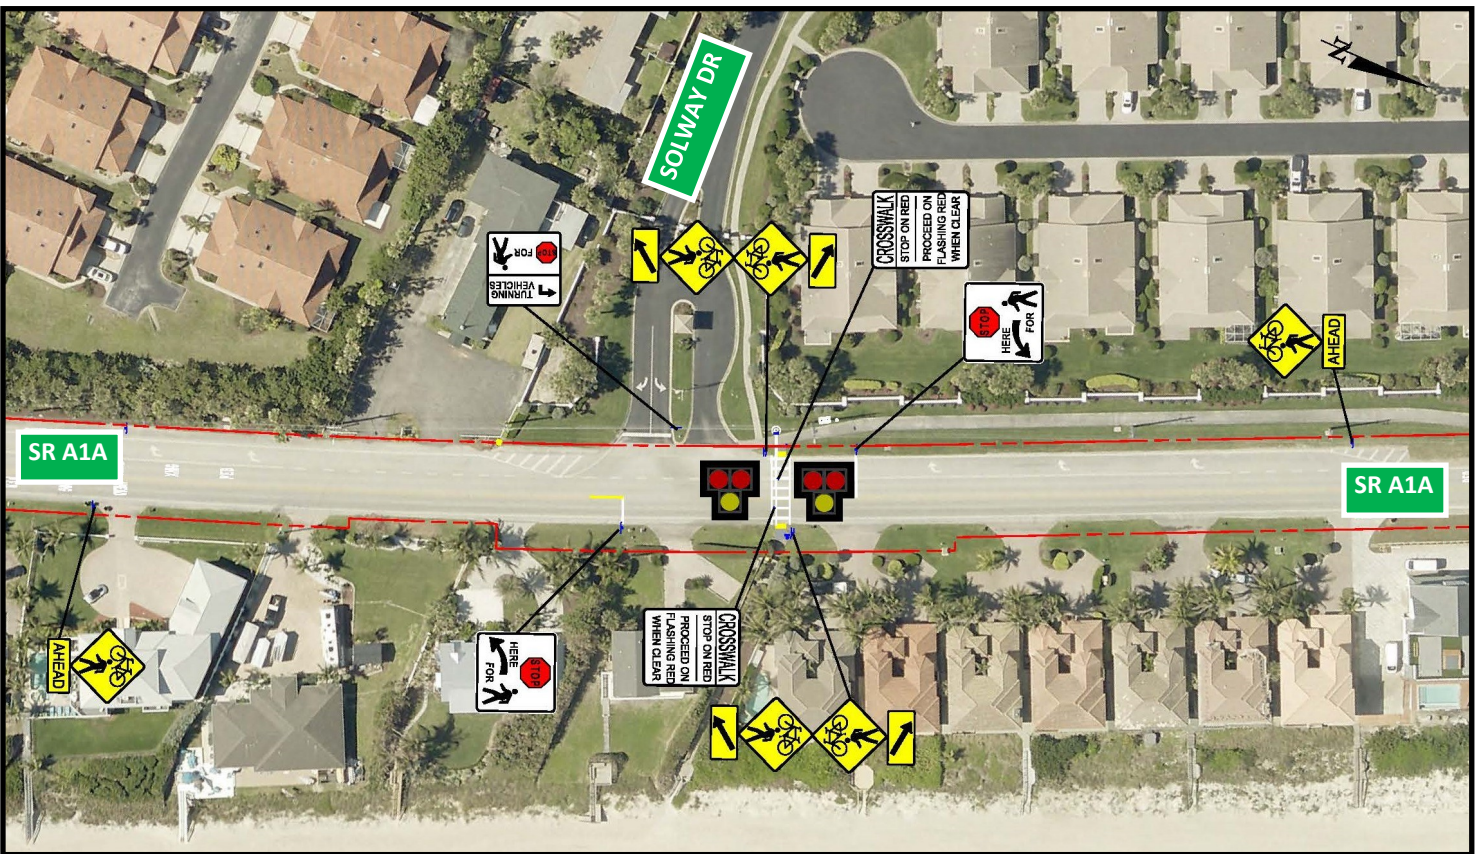 SOLWAY DR
N
CROSSWALK
STOP ON RED
PROCEED ON
FLASHING RED
WHEN CLEAR
STOP
FOR
TURNING
VEHICLES
STOP
HERE
FOR
AHEAD
SR A1A
SR A1A
AHEAD
STOP
HERE
FOR
CROSSWALK
STOP ON RED
PROCEED ON
FLASHING RED
WHEN CLEAR